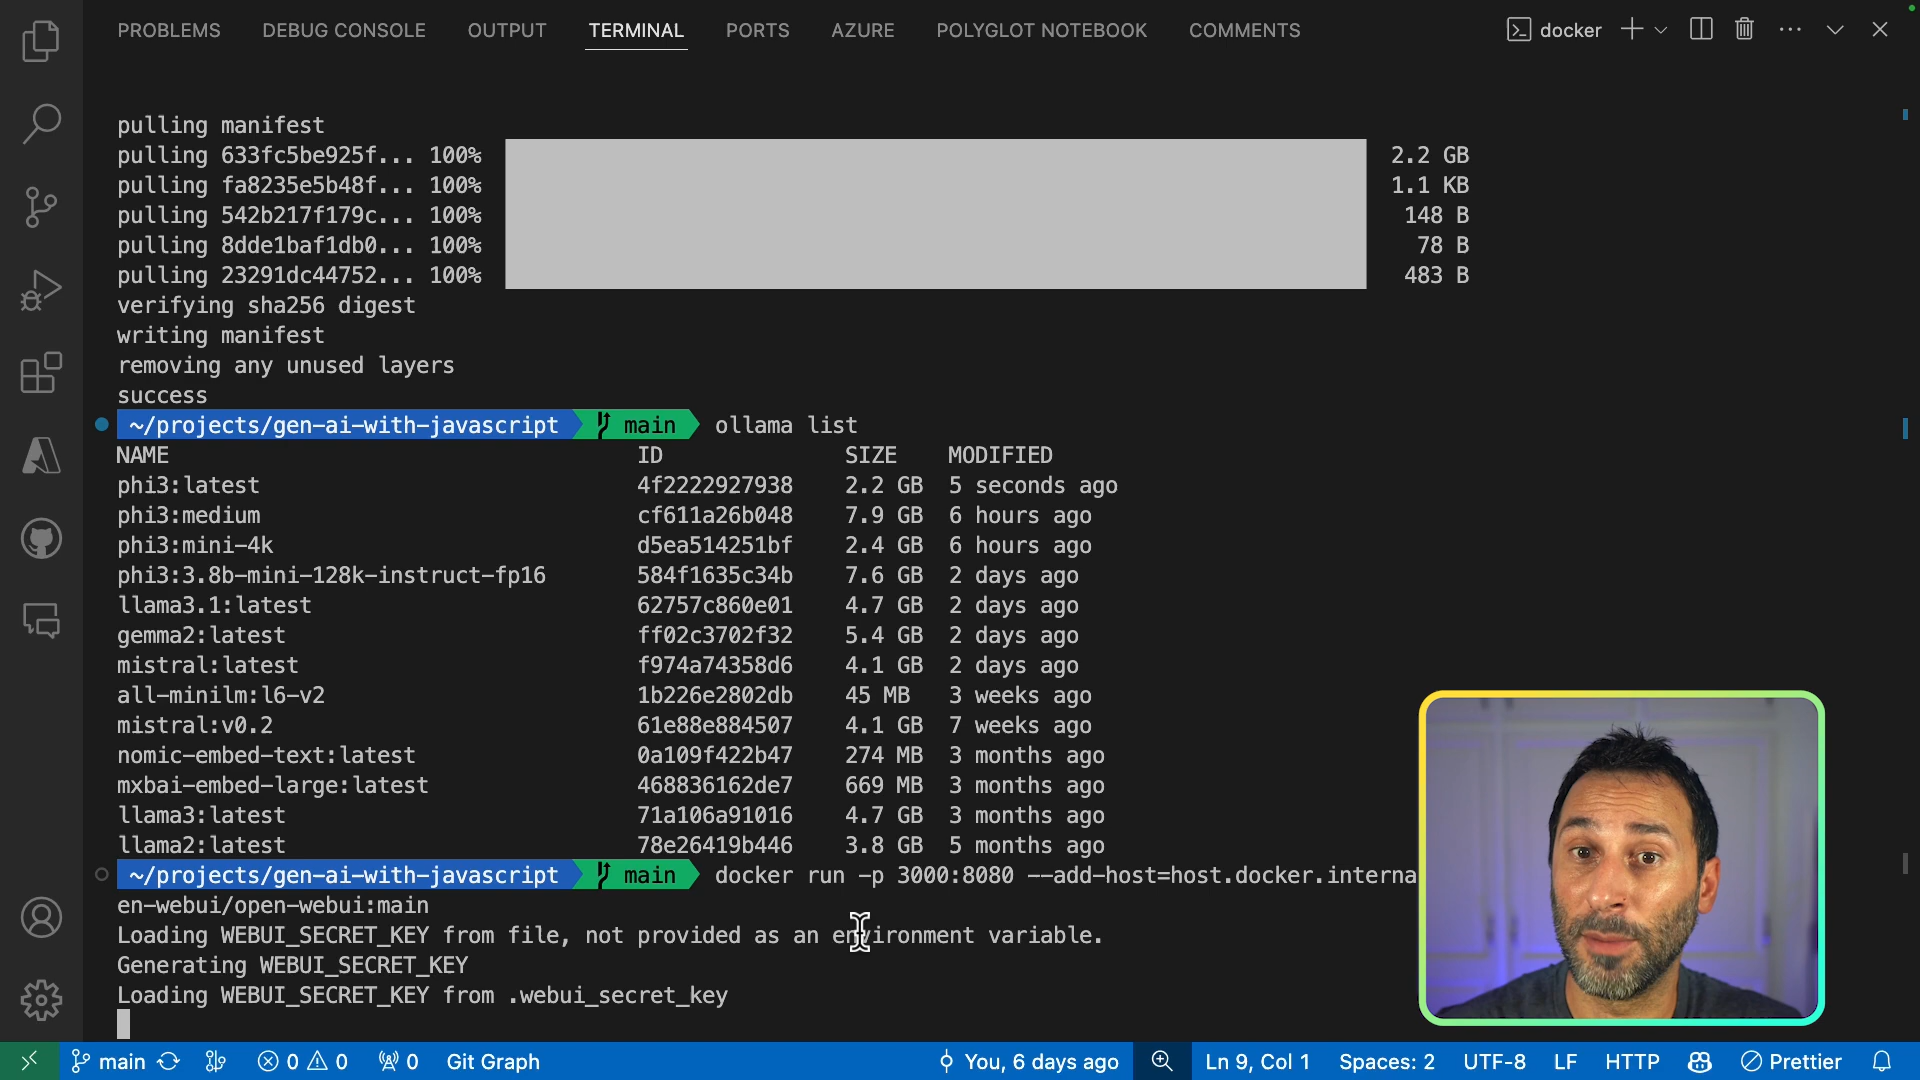 PROBLEMS DEBUG CONSOLE OUTPUT TERMINAL PORTS AZURE POLYGLOT NOTEBOOK COMMENTS docker
pulling manifest
pulling 633fc5be925f... 100% 2.2 GB
pulling fa8235e5b48f... 100% 1.1 KB
pulling 542b217f179c... 100% 148 B
pulling 8dde1baf1db0... 100% 78 B
pulling 23291dc44752... 100% 483 B
verifying sha256 digest
writing manifest
removing any unused layers
success
~/projects/gen-ai-with-javascript main ollama list
NAME ID SIZE MODIFIED
phi3:latest 4f2222927938 2.2 GB 5 seconds ago
phi3:medium cf611a26b048 7.9 GB 6 hours ago
phi3:mini-4k d5ea514251bf 2.4 GB 6 hours ago
phi3:3.8b-mini-128k-instruct-fp16 584f1635c34b 7.6 GB 2 days ago
llama3.1:latest 62757c860e01 4.7 GB 2 days ago
gemma2:latest ff02c3702f32 5.4 GB 2 days ago
mistral:latest f974a74358d6 4.1 GB 2 days ago
all-minilm:l6-v2 1b226e2802db 45 MB 3 weeks ago
mistral:v0.2 61e88e884507 4.1 GB 7 weeks ago
nomic-embed-text:latest 0a109f422b47 274 MB 3 months ago
mxbai-embed-large:latest 468836162de7 669 MB 3 months ago
llama3:latest 71a106a91016 4.7 GB 3 months ago
llama2:latest 78e26419b446 3.8 GB 5 months ago
~/projects/gen-ai-with-javascript main docker run -p 3000:8080 --add-host=host.docker.interna
en-webui/open-webui:main
Loading WEBUI_SECRET_KEY from file, not provided as an environment variable.
Generating WEBUI_SECRET_KEY
Loading WEBUI_SECRET_KEY from .webui_secret_key
main 0 0 0 Git Graph You, 6 days ago Ln 9, Col 1 Spaces: 2 UTF-8 LF HTTP Prettier